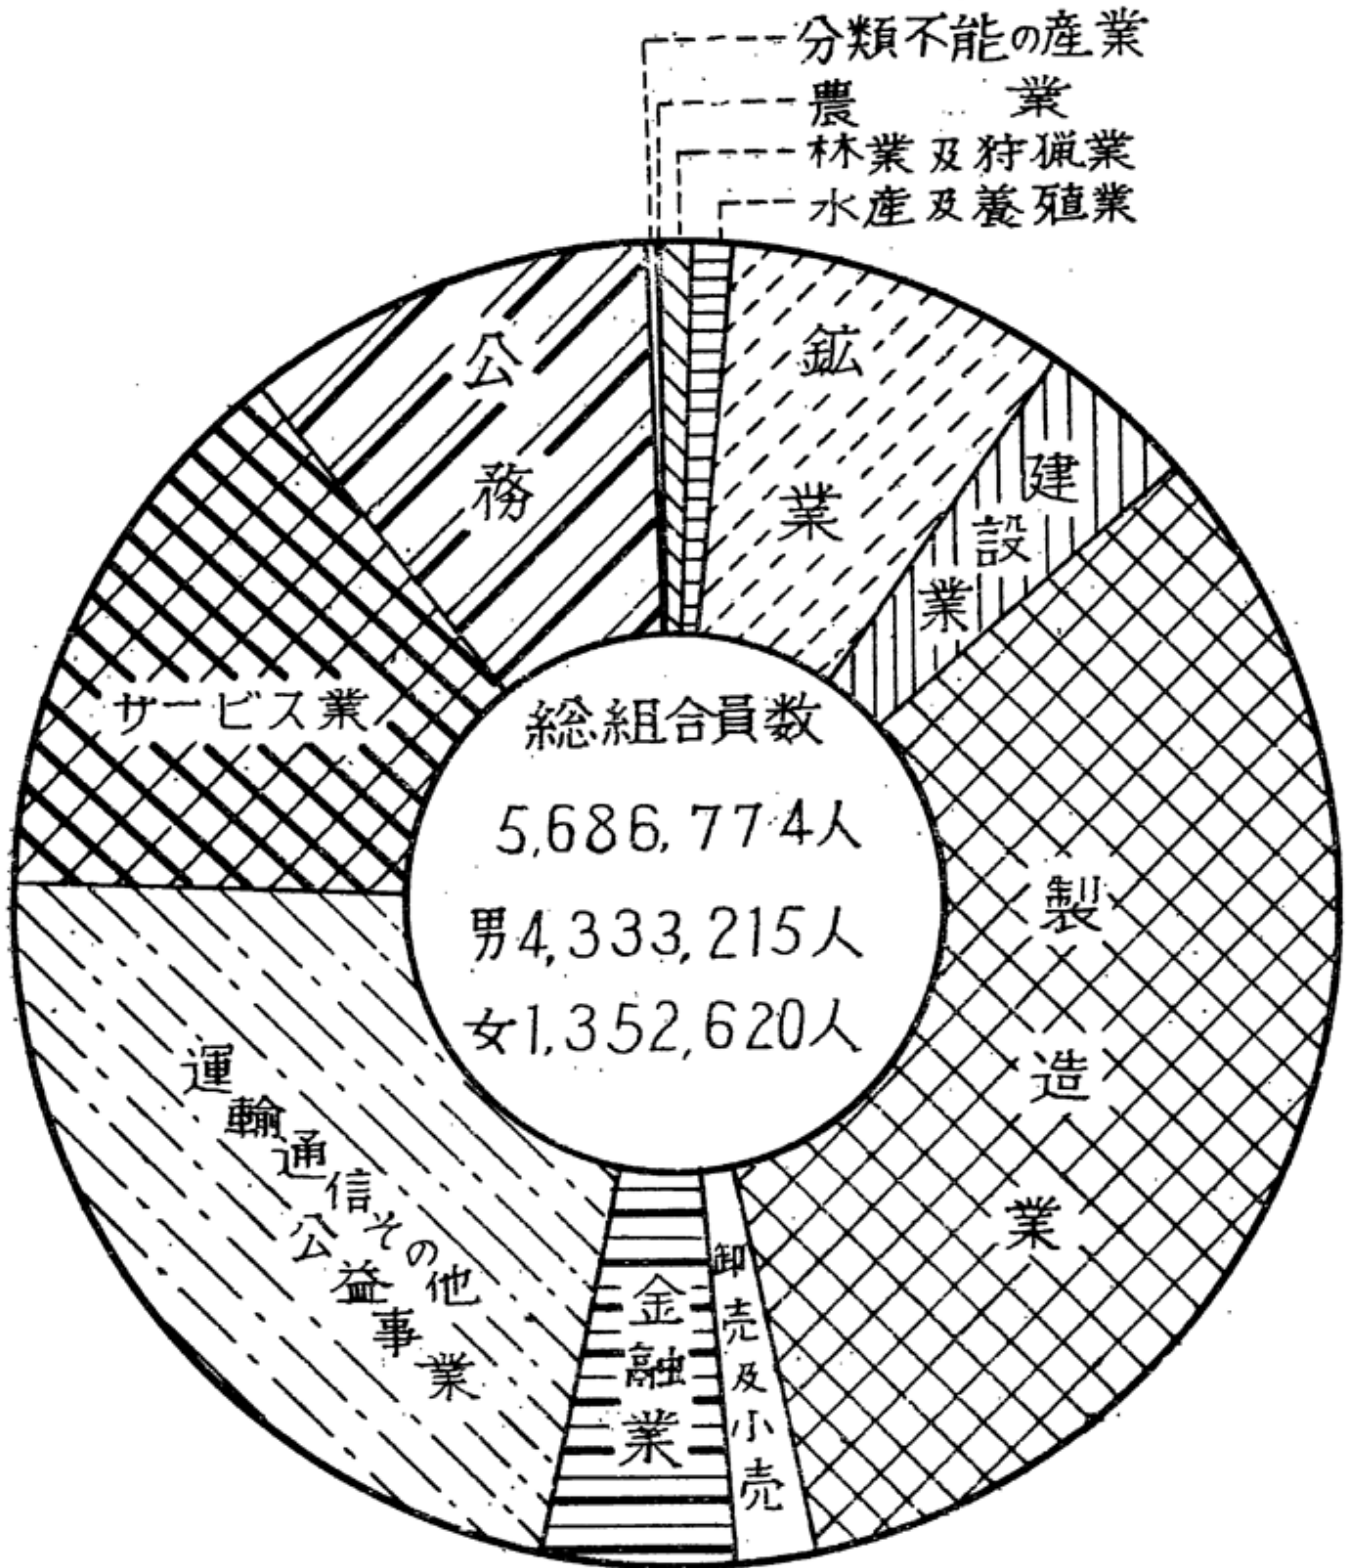 分類不能の産業
農業
林業及狩猟業
水産及養殖業
鉱業
建設業
製造業
卸売及小売
金融業
運輸通信その他
公益事業
サービス業
公務
総組合員数
5,686,774人
男4,333,215人
女1,352,620人